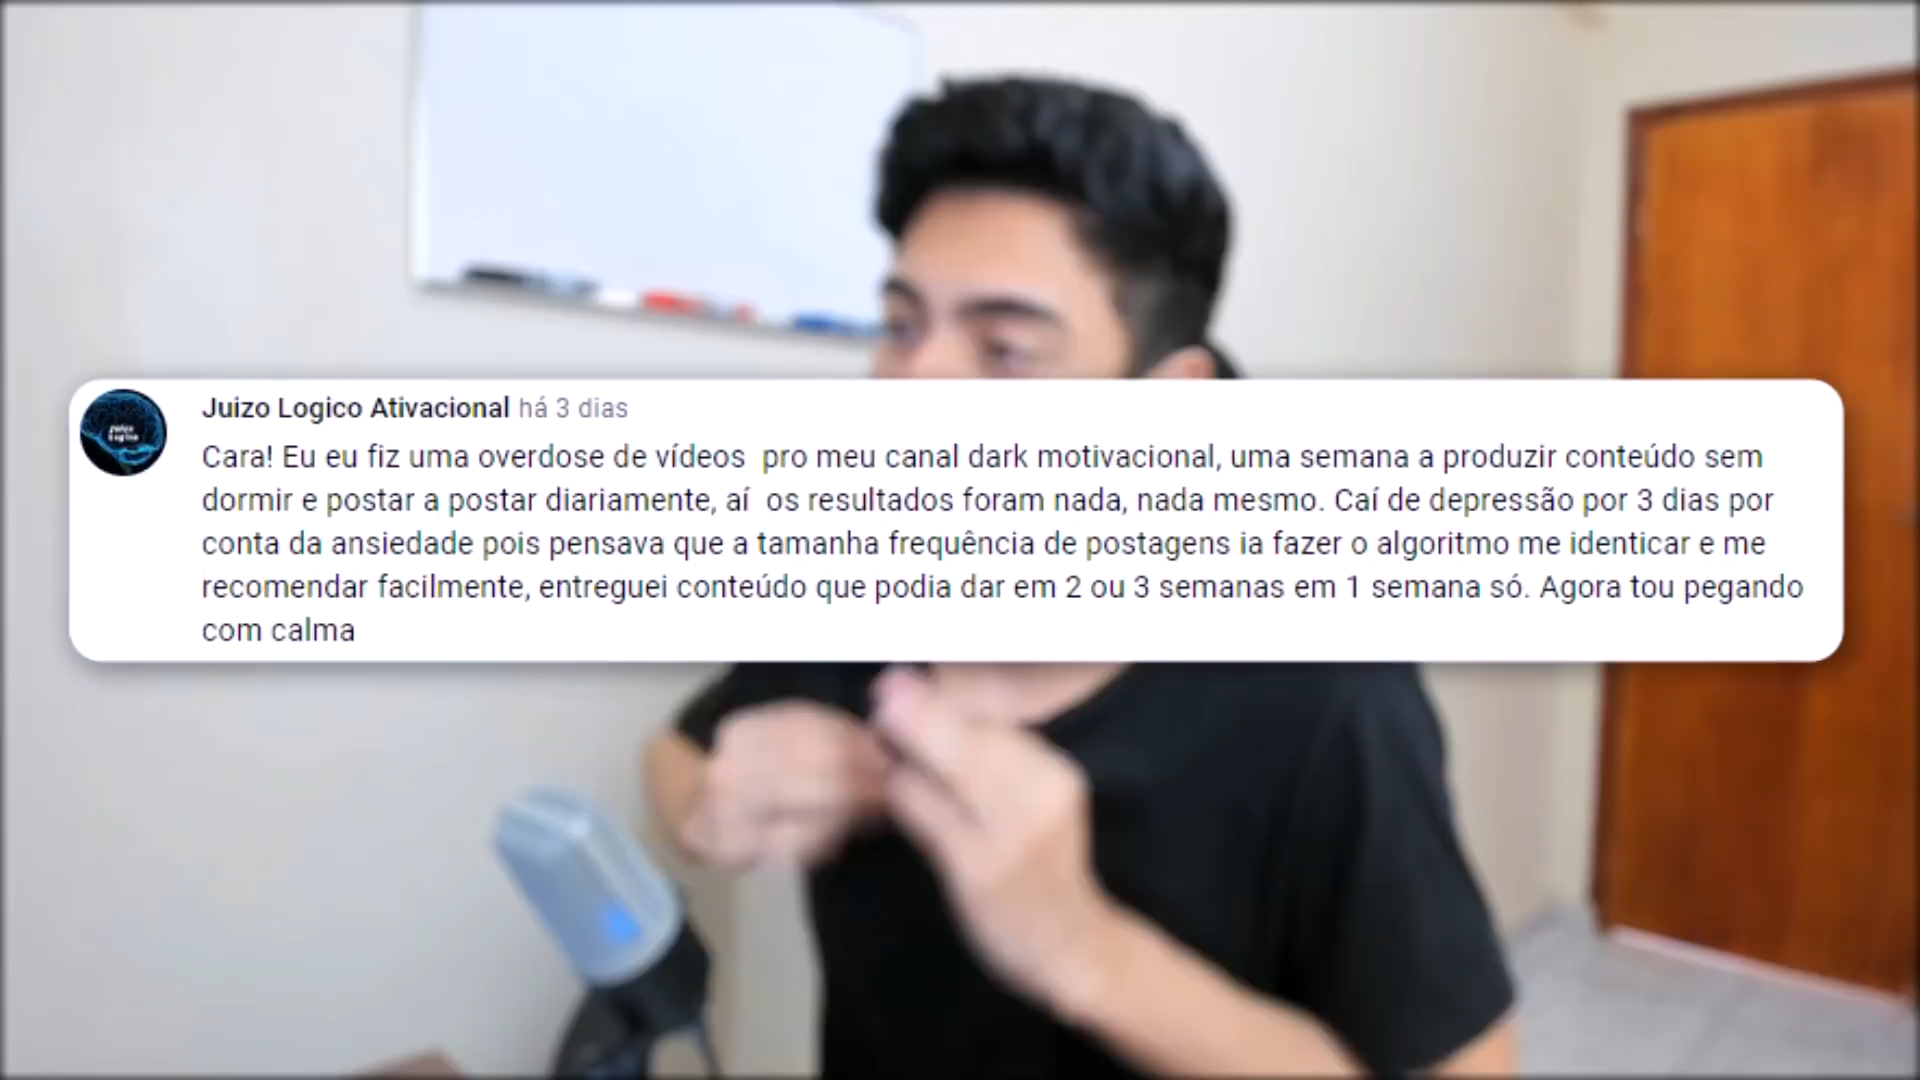 Juizo Logico Ativacional há 3 dias
Cara! Eu eu fiz uma overdose de vídeos  pro meu canal dark motivacional, uma semana a produzir conteúdo sem
dormir e postar a postar diariamente, aí  os resultados foram nada, nada mesmo. Caí de depressão por 3 dias por
conta da ansiedade pois pensava que a tamanha frequência de postagens ia fazer o algoritmo me identicar e me
recomendar facilmente, entreguei conteúdo que podia dar em 2 ou 3 semanas em 1 semana só. Agora tou pegando
com calma